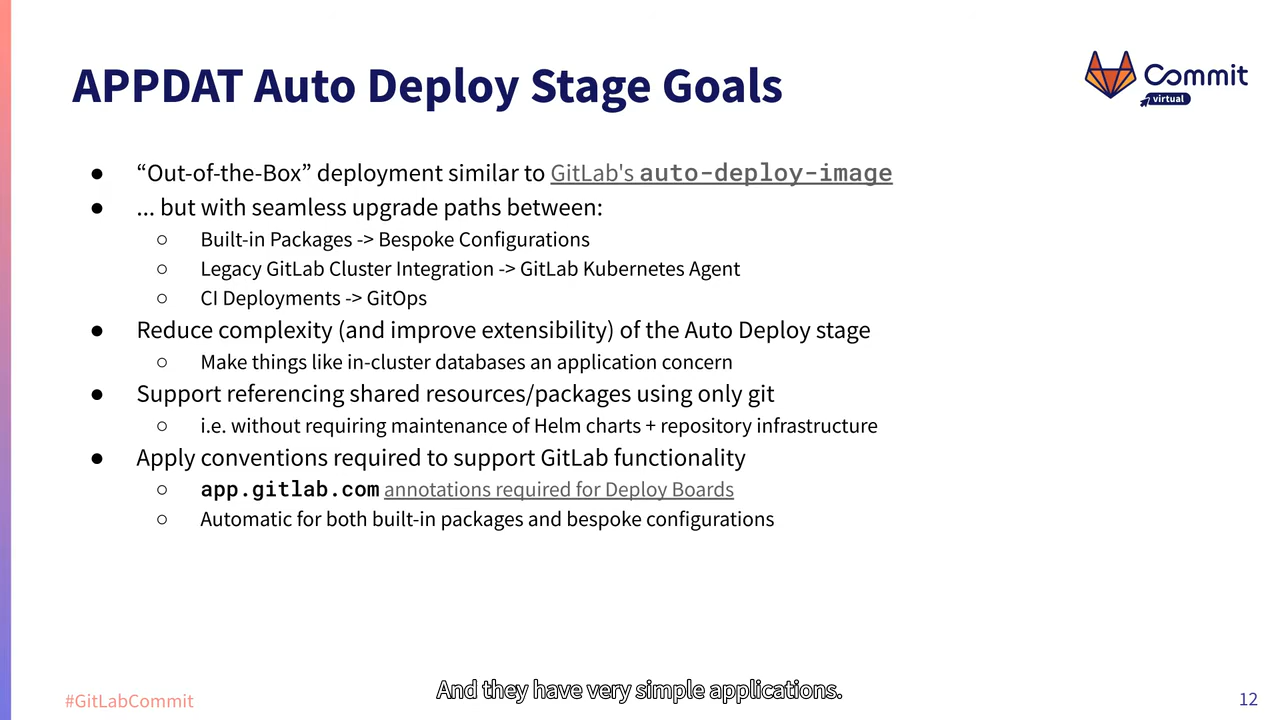 APPDAT Auto Deploy Stage Goals
Commit
virtual
● “Out-of-the-Box” deployment similar to GitLab's auto-deploy-image
● ... but with seamless upgrade paths between:
○ Built-in Packages -> Bespoke Configurations
○ Legacy GitLab Cluster Integration -> GitLab Kubernetes Agent
○ CI Deployments -> GitOps
● Reduce complexity (and improve extensibility) of the Auto Deploy stage
○ Make things like in-cluster databases an application concern
● Support referencing shared resources/packages using only git
○ i.e. without requiring maintenance of Helm charts + repository infrastructure
● Apply conventions required to support GitLab functionality
○ app.gitlab.com annotations required for Deploy Boards
○ Automatic for both built-in packages and bespoke configurations
And they have very simple applications.
#GitLabCommit
12